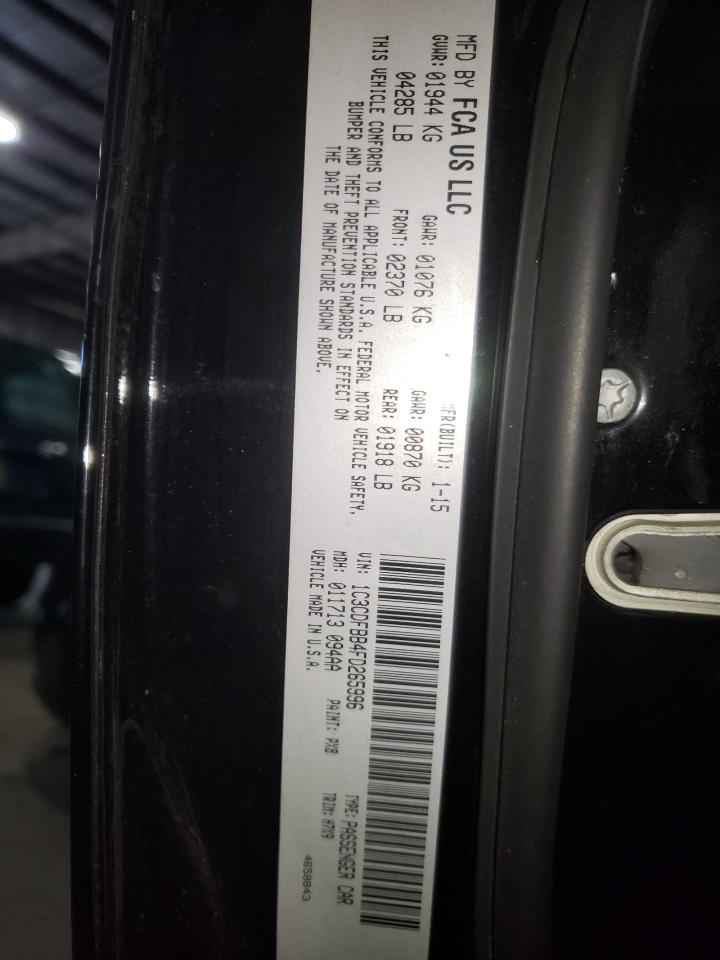 MFD BY FCA US LLC
MFR(BUILT): 1-15
GVWR: 01944 KG
GAWR: 01076 KG
GAWR: 00870 KG
04285 LB
FRONT: 02370 LB
REAR: 01918 LB
THIS VEHICLE CONFORMS TO ALL APPLICABLE U.S.A. FEDERAL MOTOR VEHICLE SAFETY,
BUMPER AND THEFT PREVENTION STANDARDS IN EFFECT ON
THE DATE OF MANUFACTURE SHOWN ABOVE.
VIN: 1C3CDFBB4FD265996
TYPE: PASSENGER CAR
MDH: 011713 094AA
PAINT: PX8
TRIM: H7X9
VEHICLE MADE IN U.S.A.
4658843